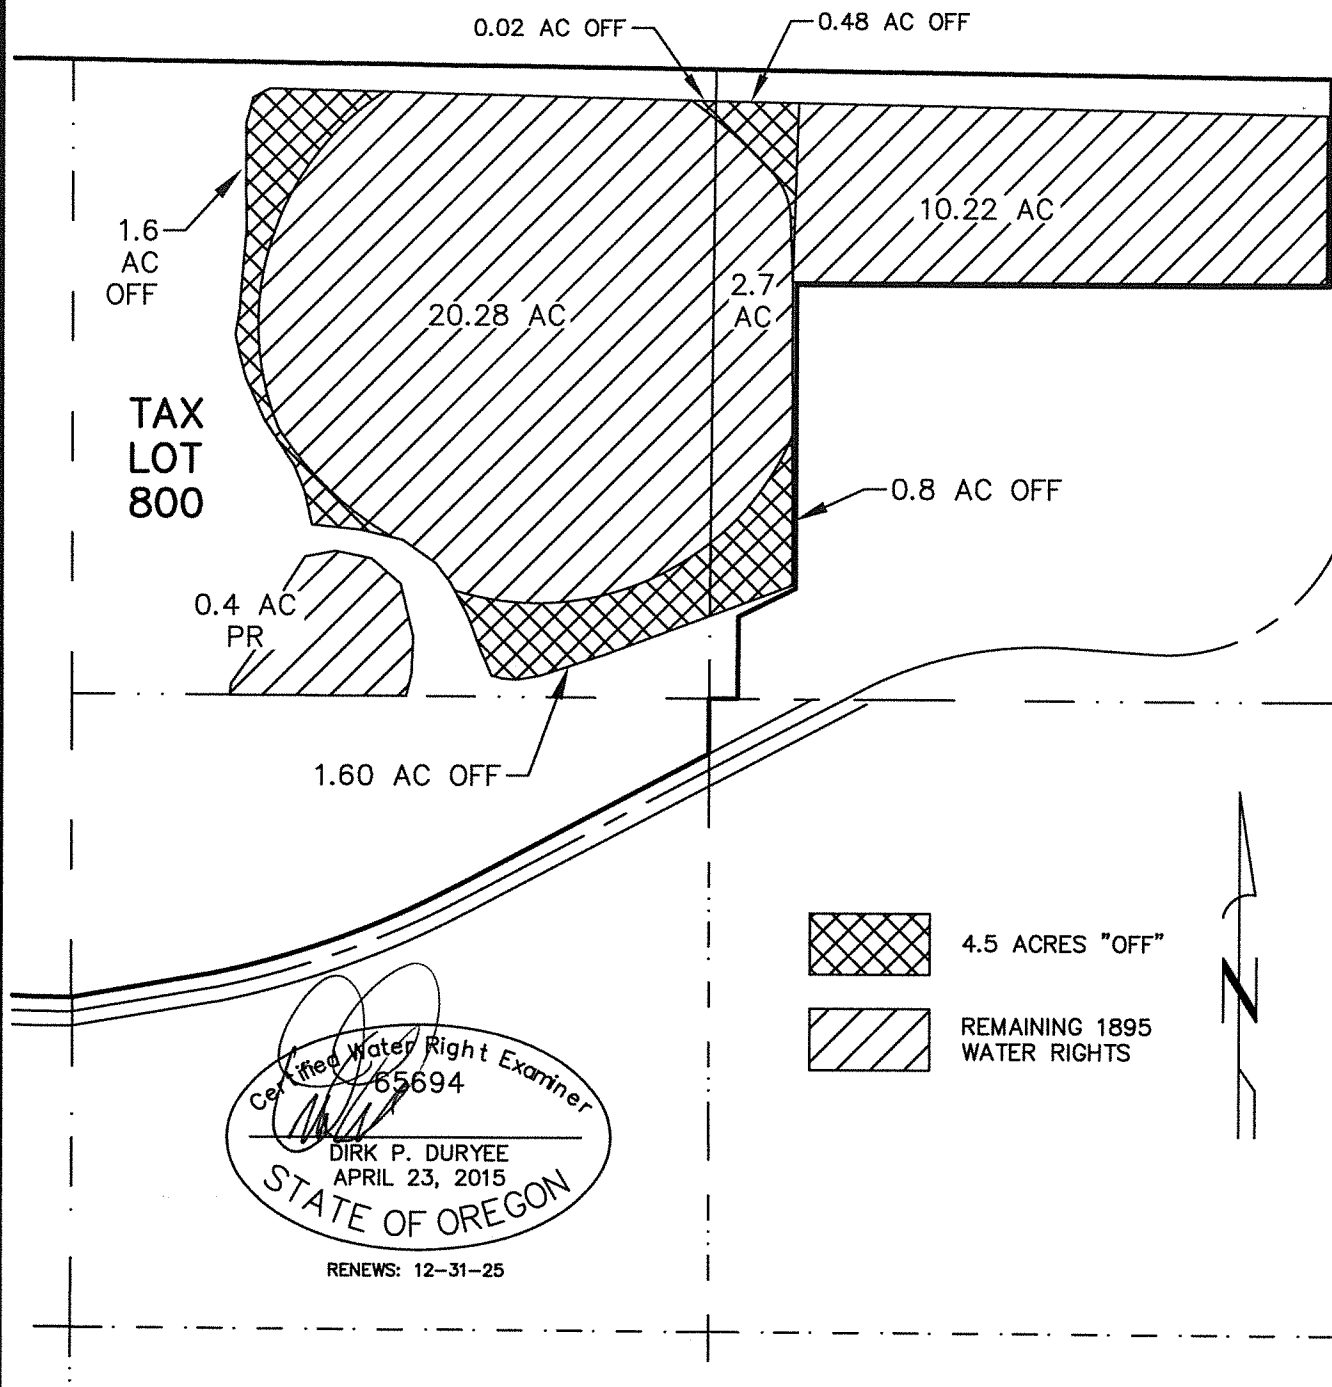 0.02 AC OFF
0.48 AC OFF
1.6
AC
OFF
10.22 AC
2.7
AC
20.28 AC
TAX
LOT
800
0.8 AC OFF
0.4 AC
PR
1.60 AC OFF
4.5 ACRES "OFF"
REMAINING 1895
WATER RIGHTS
N
Certified Water Right Examiner
65694
DIRK P. DURYEE
APRIL 23, 2015
STATE OF OREGON
RENEWS: 12-31-25